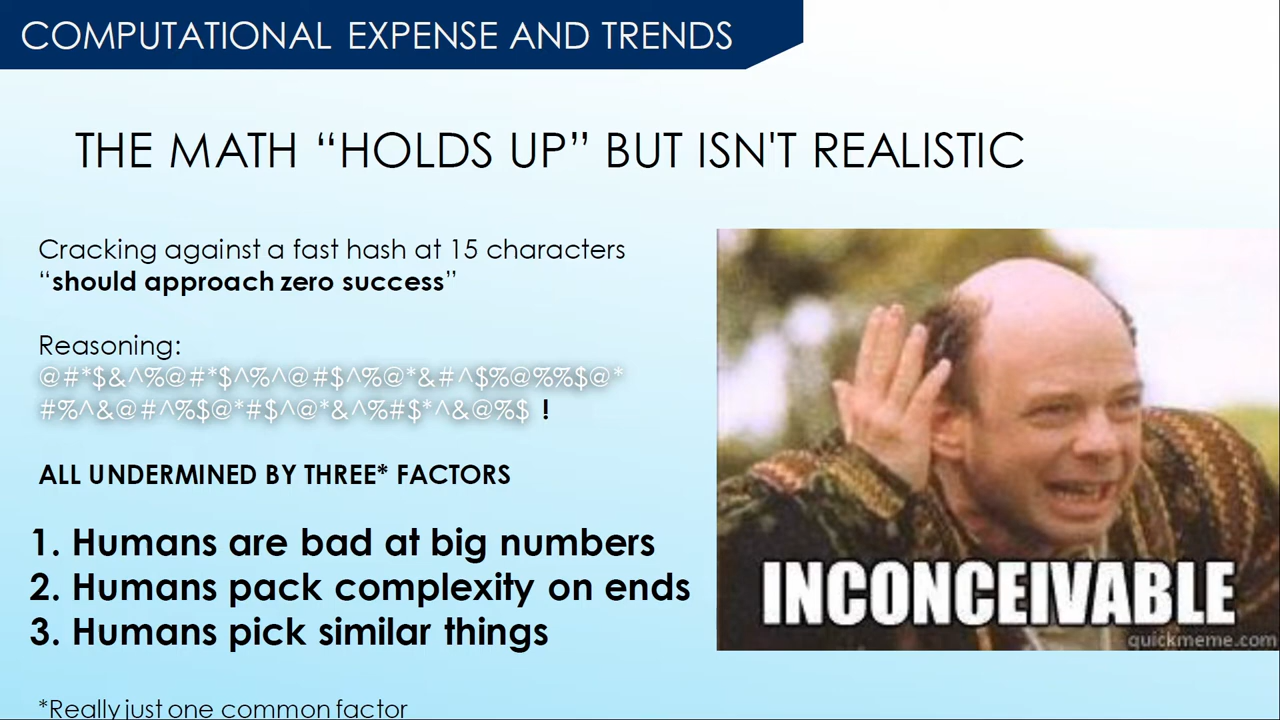 COMPUTATIONAL EXPENSE AND TRENDS
THE MATH “HOLDS UP” BUT ISN'T REALISTIC
Cracking against a fast hash at 15 characters
“should approach zero success”
Reasoning:
@#*$&^%@#*$^%^@#$^%@*&#^$%@%%$@*
#%^&@#^%$@*#$^@*&^%#$*^&@%$ !
ALL UNDERMINED BY THREE* FACTORS
1. Humans are bad at big numbers
2. Humans pack complexity on ends
3. Humans pick similar things
*Really just one common factor
INCONCEIVABLE
quickmeme.com